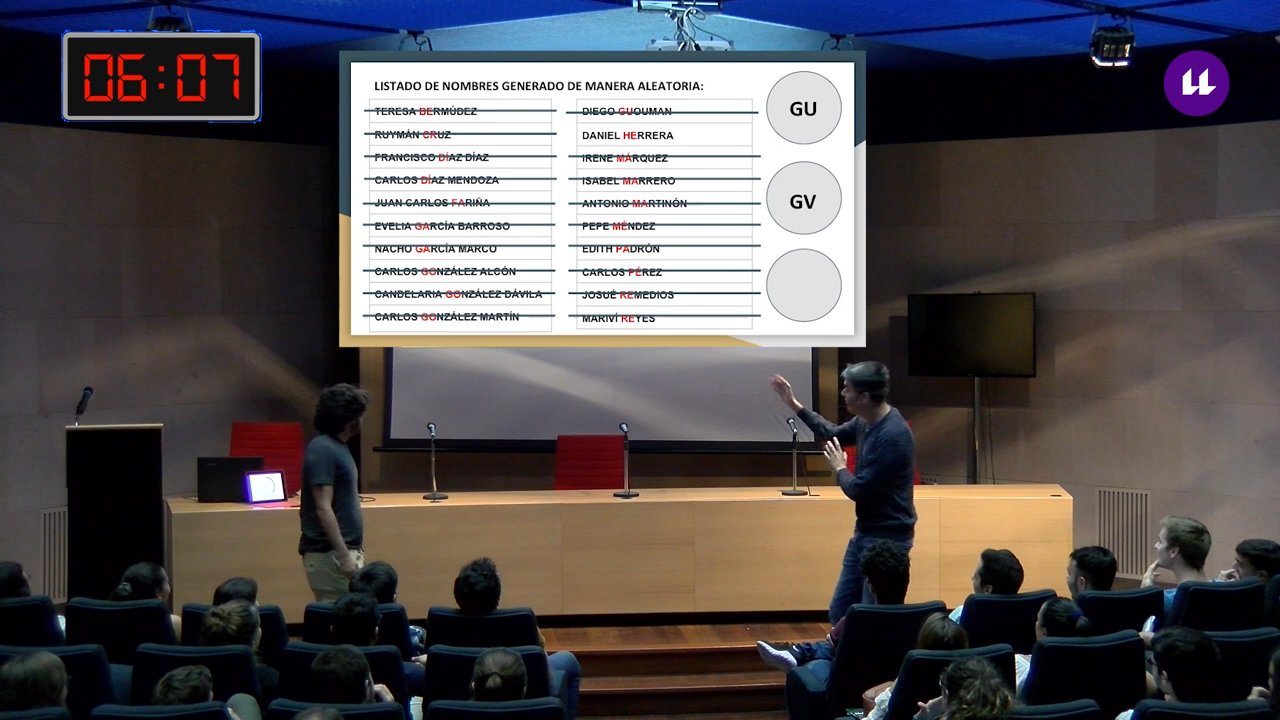 06:07
LISTADO DE NOMBRES GENERADO DE MANERA ALEATORIA:
TERESA BERMÚDEZ
RUYMÁN CRUZ
FRANCISCO DÍAZ DÍAZ
CARLOS DÍAZ MENDOZA
JUAN CARLOS FARIÑA
EVELIA GARCÍA BARROSO
NACHO GARCÍA MARCO
CARLOS GONZÁLEZ ALCÓN
CANDELARIA GONZÁLEZ DÁVILA
CARLOS GONZÁLEZ MARTÍN
DIEGO GUOUMAN
DANIEL HERRERA
IRENE MÁRQUEZ
ISABEL MARRERO
ANTONIO MARTINÓN
PEPE MÉNDEZ
EDITH PADRÓN
CARLOS PÉREZ
JOSUÉ REMEDIOS
MARIVÍ REYES
GU
GV